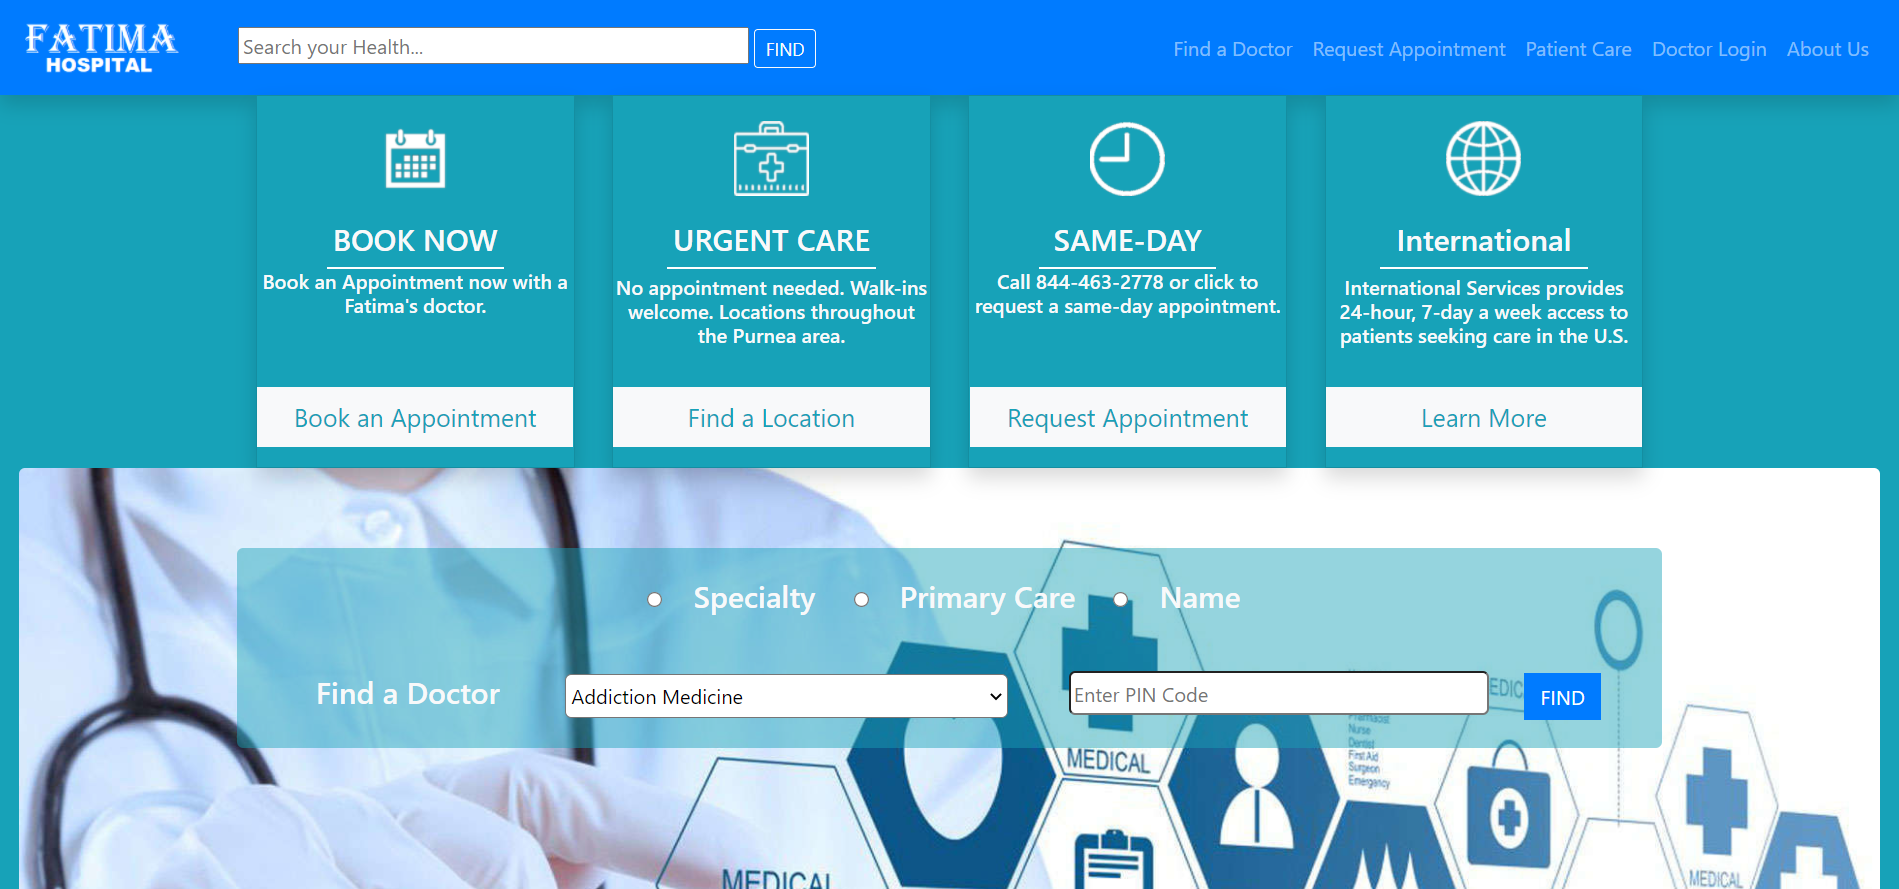 FATIMA
HOSPITAL
Search your Health...
FIND
Find a Doctor
Request Appointment
Patient Care
Doctor Login
About Us
BOOK NOW
Book an Appointment now with a
Fatima's doctor.
Book an Appointment
URGENT CARE
No appointment needed. Walk-ins
welcome. Locations throughout
the Purnea area.
Find a Location
SAME-DAY
Call 844-463-2778 or click to
request a same-day appointment.
Request Appointment
International
International Services provides
24-hour, 7-day a week access to
patients seeking care in the U.S.
Learn More
Specialty
Primary Care
Name
Find a Doctor
Addiction Medicine
Enter PIN Code
FIND
Pharmacist
Nurse
Dentist
First Aid
Surgeon
Emergency
MEDICAL
MEDICAL
MEDICAL